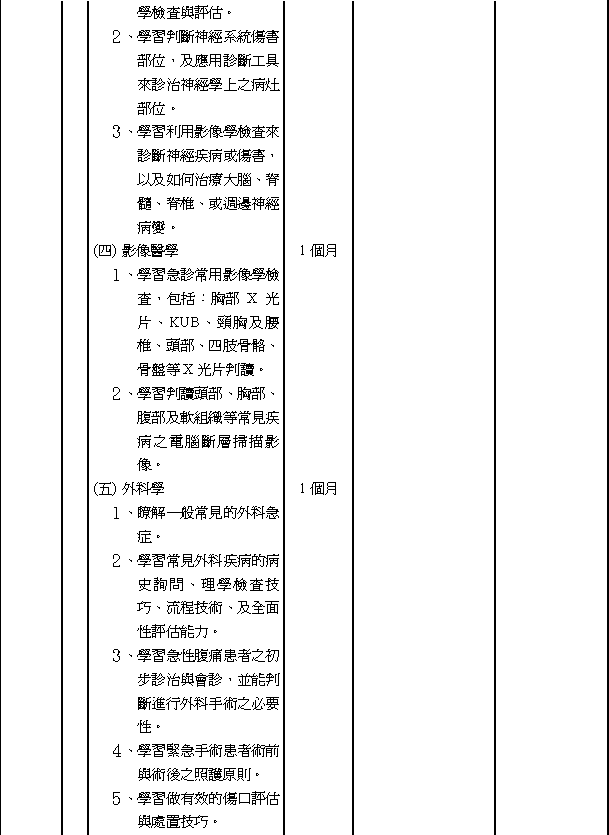 學檢查與評估。
2、學習判斷神經系統傷害
部位，及應用診斷工具
來診治神經學上之病灶
部位。
3、學習利用影像學檢查來
診斷神經疾病或傷害，
以及如何治療大腦、脊
髓、脊椎、或週邊神經
病變。
(四) 影像醫學 1 個月
1、學習急診常用影像學檢
查，包括：胸部 X 光
片、KUB、頸胸及腰
椎、頭部、四肢骨骼、
骨盤等 X 光片判讀。
2、學習判讀頭部、胸部、
腹部及軟組織等常見疾
病之電腦斷層掃描影
像。
(五) 外科學 1 個月
1、瞭解一般常見的外科急
症。
2、學習常見外科疾病的病
史詢問、理學檢查技
巧、流程技術、及全面
性評估能力。
3、學習急性腹痛患者之初
步診治與會診，並能判
斷進行外科手術之必要
性。
4、學習緊急手術患者術前
與術後之照護原則。
5、學習做有效的傷口評估
與處置技巧。